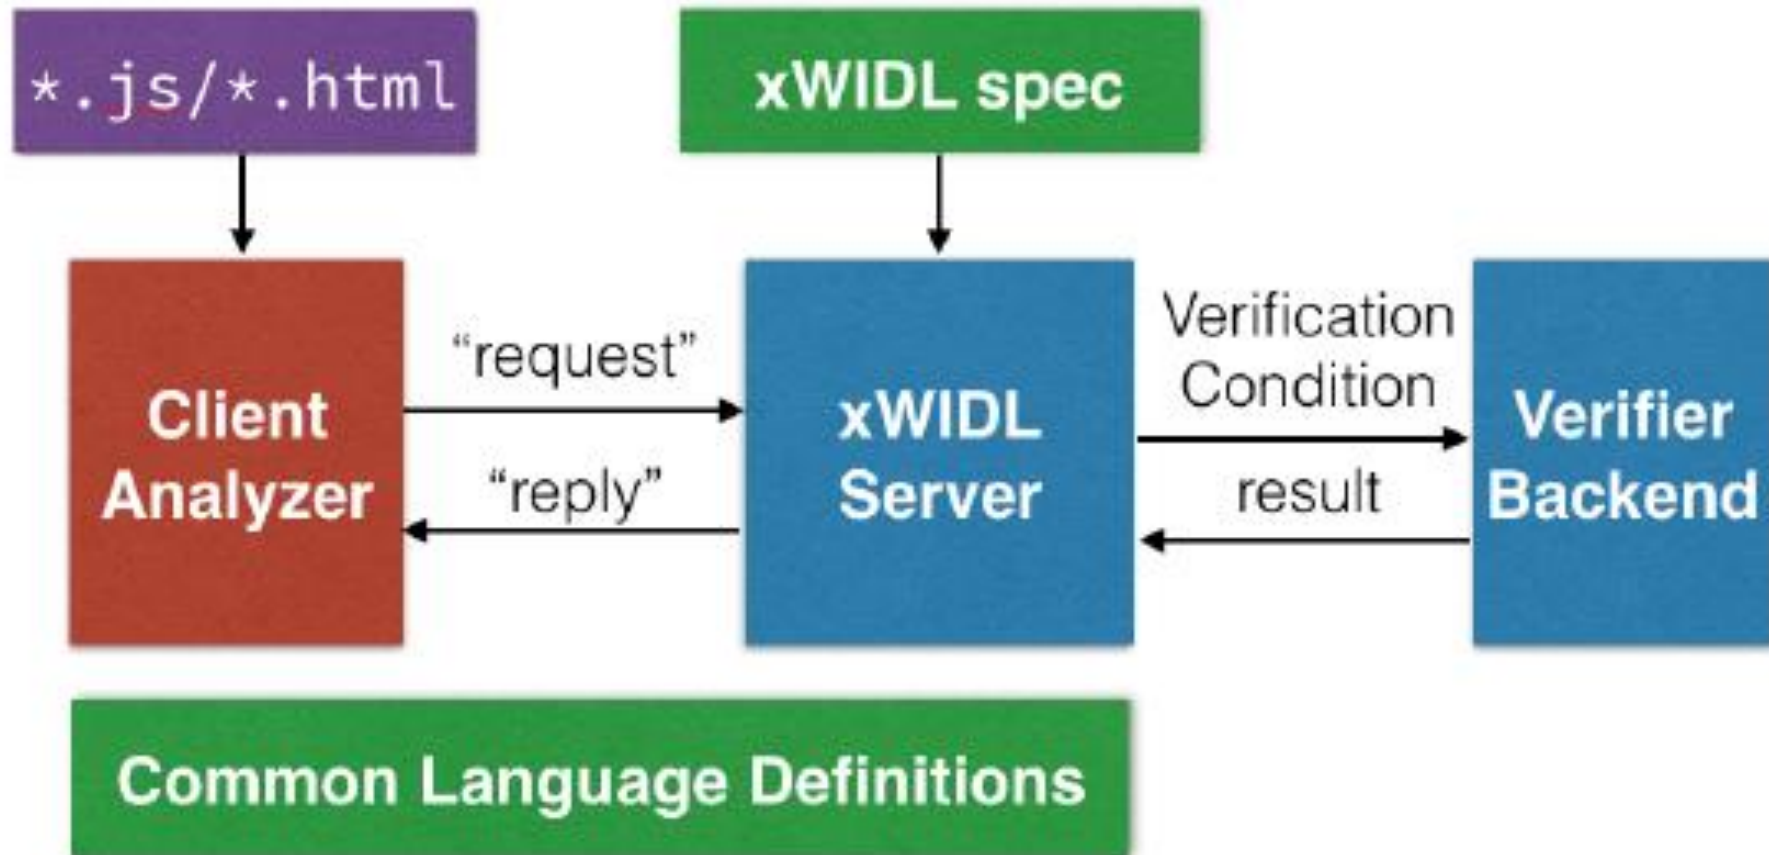 *.js/*.html
xWIDL spec
Client
Analyzer
“request”
“reply”
xWIDL
Server
Verification
Condition
result
Verifier
Backend
Common Language Definitions